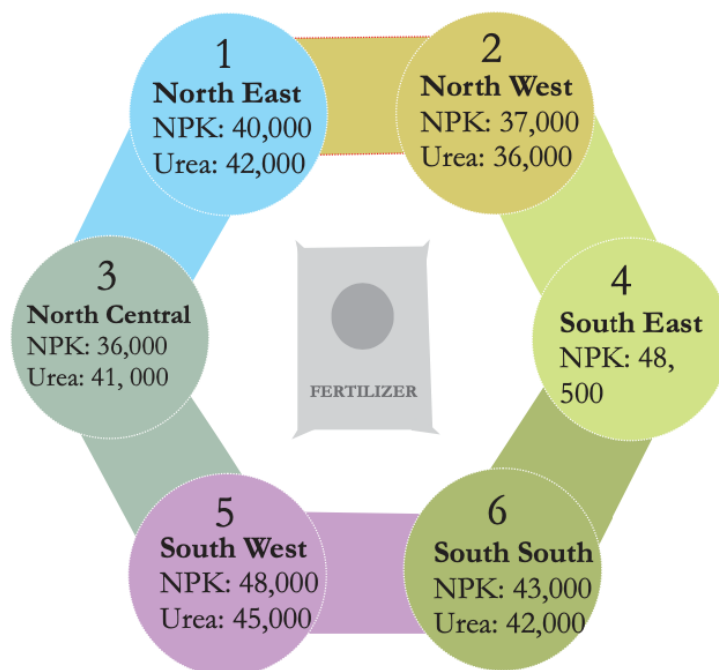 1
North East
NPK: 40,000
Urea: 42,000
2
North West
NPK: 37,000
Urea: 36,000
3
North Central
NPK: 36,000
Urea: 41, 000
4
South East
NPK: 48,
500
FERTILIZER
5
South West
NPK: 48,000
Urea: 45,000
6
South South
NPK: 43,000
Urea: 42,000